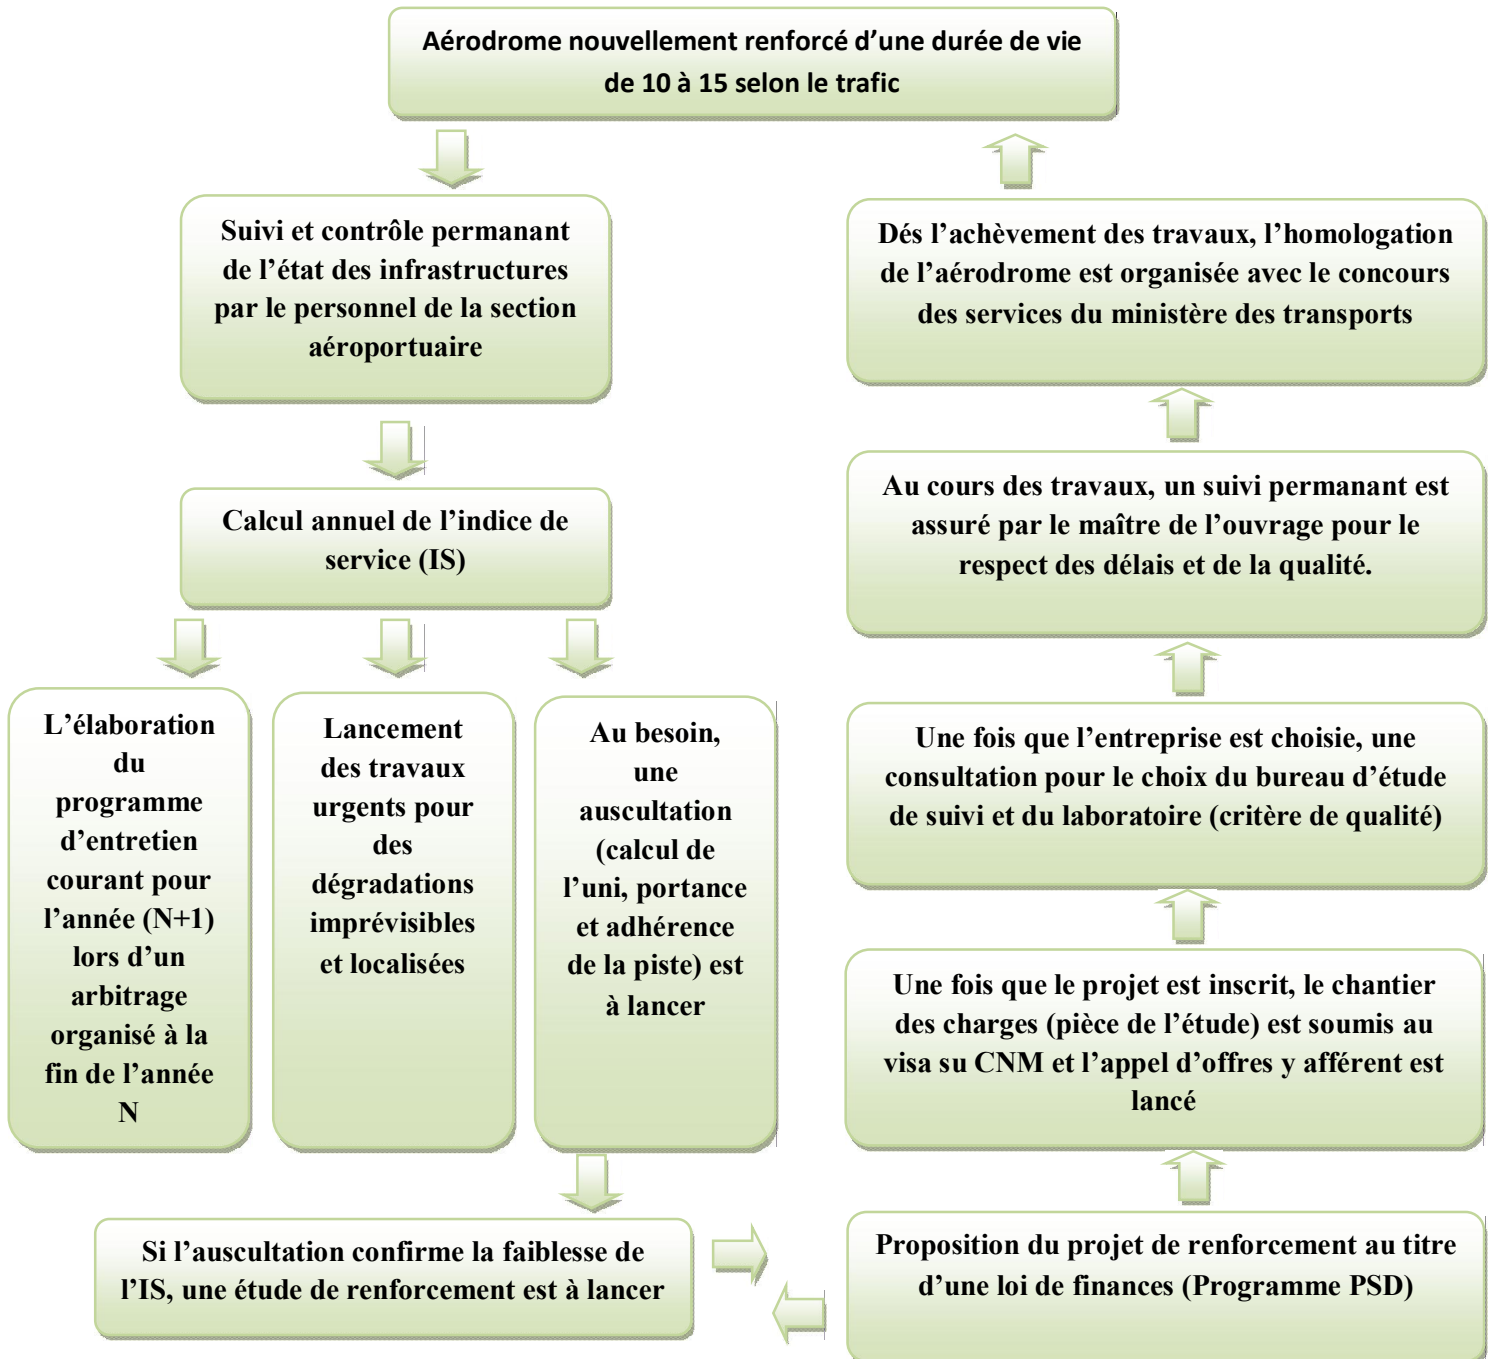 Aérodrome nouvellement renforcé d’une durée de vie
de 10 à 15 selon le trafic
Suivi et contrôle permanant
de l’état des infrastructures
par le personnel de la section
aéroportuaire
Calcul annuel de l’indice de
service (IS)
L’élaboration
du
programme
d’entretien
courant pour
l’année (N+1)
lors d’un
arbitrage
organisé à la
fin de l’année
N
Lancement
des travaux
urgents pour
des
dégradations
imprévisibles
et localisées
Au besoin,
une
auscultation
(calcul de
l’uni, portance
et adhérence
de la piste) est
à lancer
Si l’auscultation confirme la faiblesse de
l’IS, une étude de renforcement est à lancer
Proposition du projet de renforcement au titre
d’une loi de finances (Programme PSD)
Une fois que le projet est inscrit, le chantier
des charges (pièce de l’étude) est soumis au
visa su CNM et l’appel d’offres y afférent est
lancé
Une fois que l’entreprise est choisie, une
consultation pour le choix du bureau d’étude
de suivi et du laboratoire (critère de qualité)
Au cours des travaux, un suivi permanant est
assuré par le maître de l’ouvrage pour le
respect des délais et de la qualité.
Dés l’achèvement des travaux, l’homologation
de l’aérodrome est organisée avec le concours
des services du ministère des transports